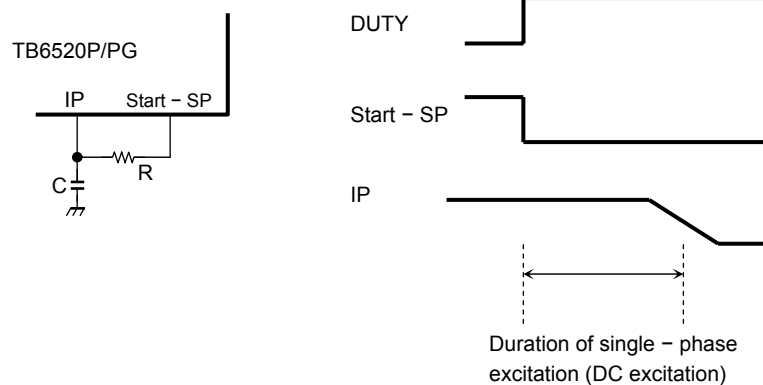 TB6520P/PG
IP
Start − SP
R
C
DUTY
Start − SP
IP
Duration of single − phase
excitation (DC excitation)